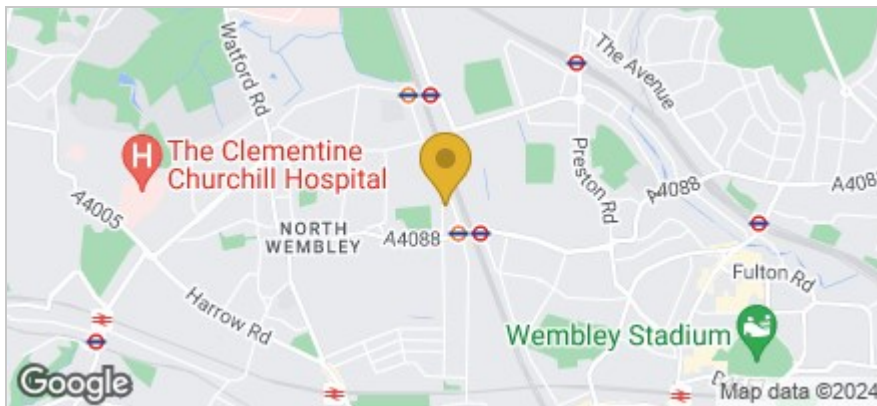 Watford Rd
The Avenue
H
The Clementine
Churchill Hospital
Preston Rd
A4088
A4088
A4005
NORTH
WEMBLEY
A4088
Fulton Rd
Harrow Rd
Wembley Stadium
Google
Map data ©2024